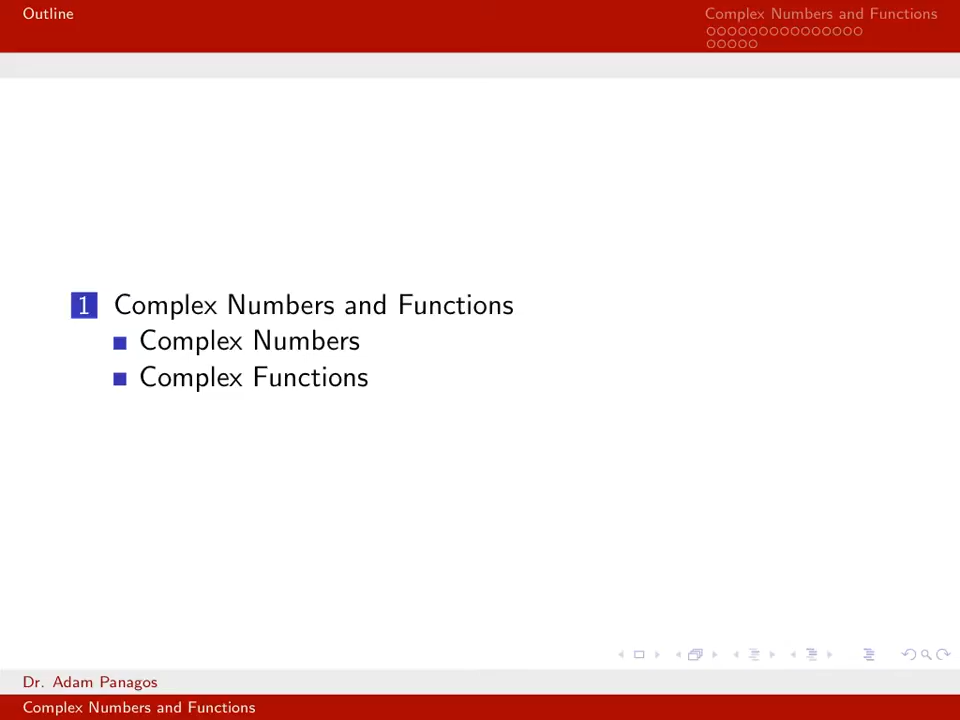 Outline
Complex Numbers and Functions
1 Complex Numbers and Functions
Complex Numbers
Complex Functions
Dr. Adam Panagos
Complex Numbers and Functions